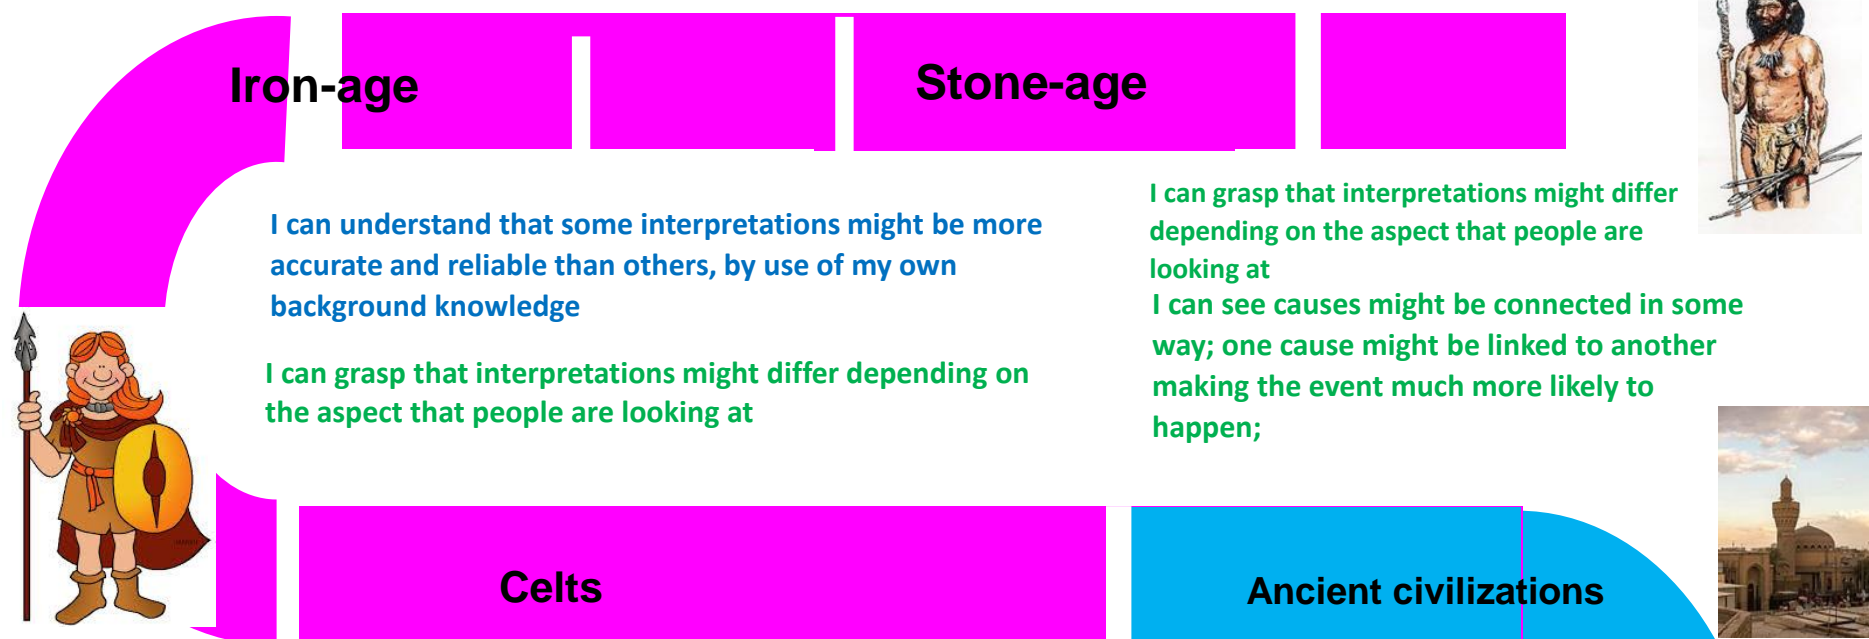 Iron-age
Stone-age
I can understand that some interpretations might be more
accurate and reliable than others, by use of my own
background knowledge
I can grasp that interpretations might differ depending on
the aspect that people are looking at
I can grasp that interpretations might differ
depending on the aspect that people are
looking at
I can see causes might be connected in some
way; one cause might be linked to another
making the event much more likely to
happen;
Celts
Ancient civilizations